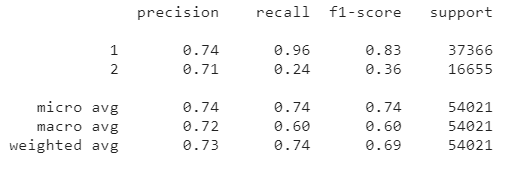 precision recall f1-score support
1 0.74 0.96 0.83 37366
2 0.71 0.24 0.36 16655
micro avg 0.74 0.74 0.74 54021
macro avg 0.72 0.60 0.60 54021
weighted avg 0.73 0.74 0.69 54021